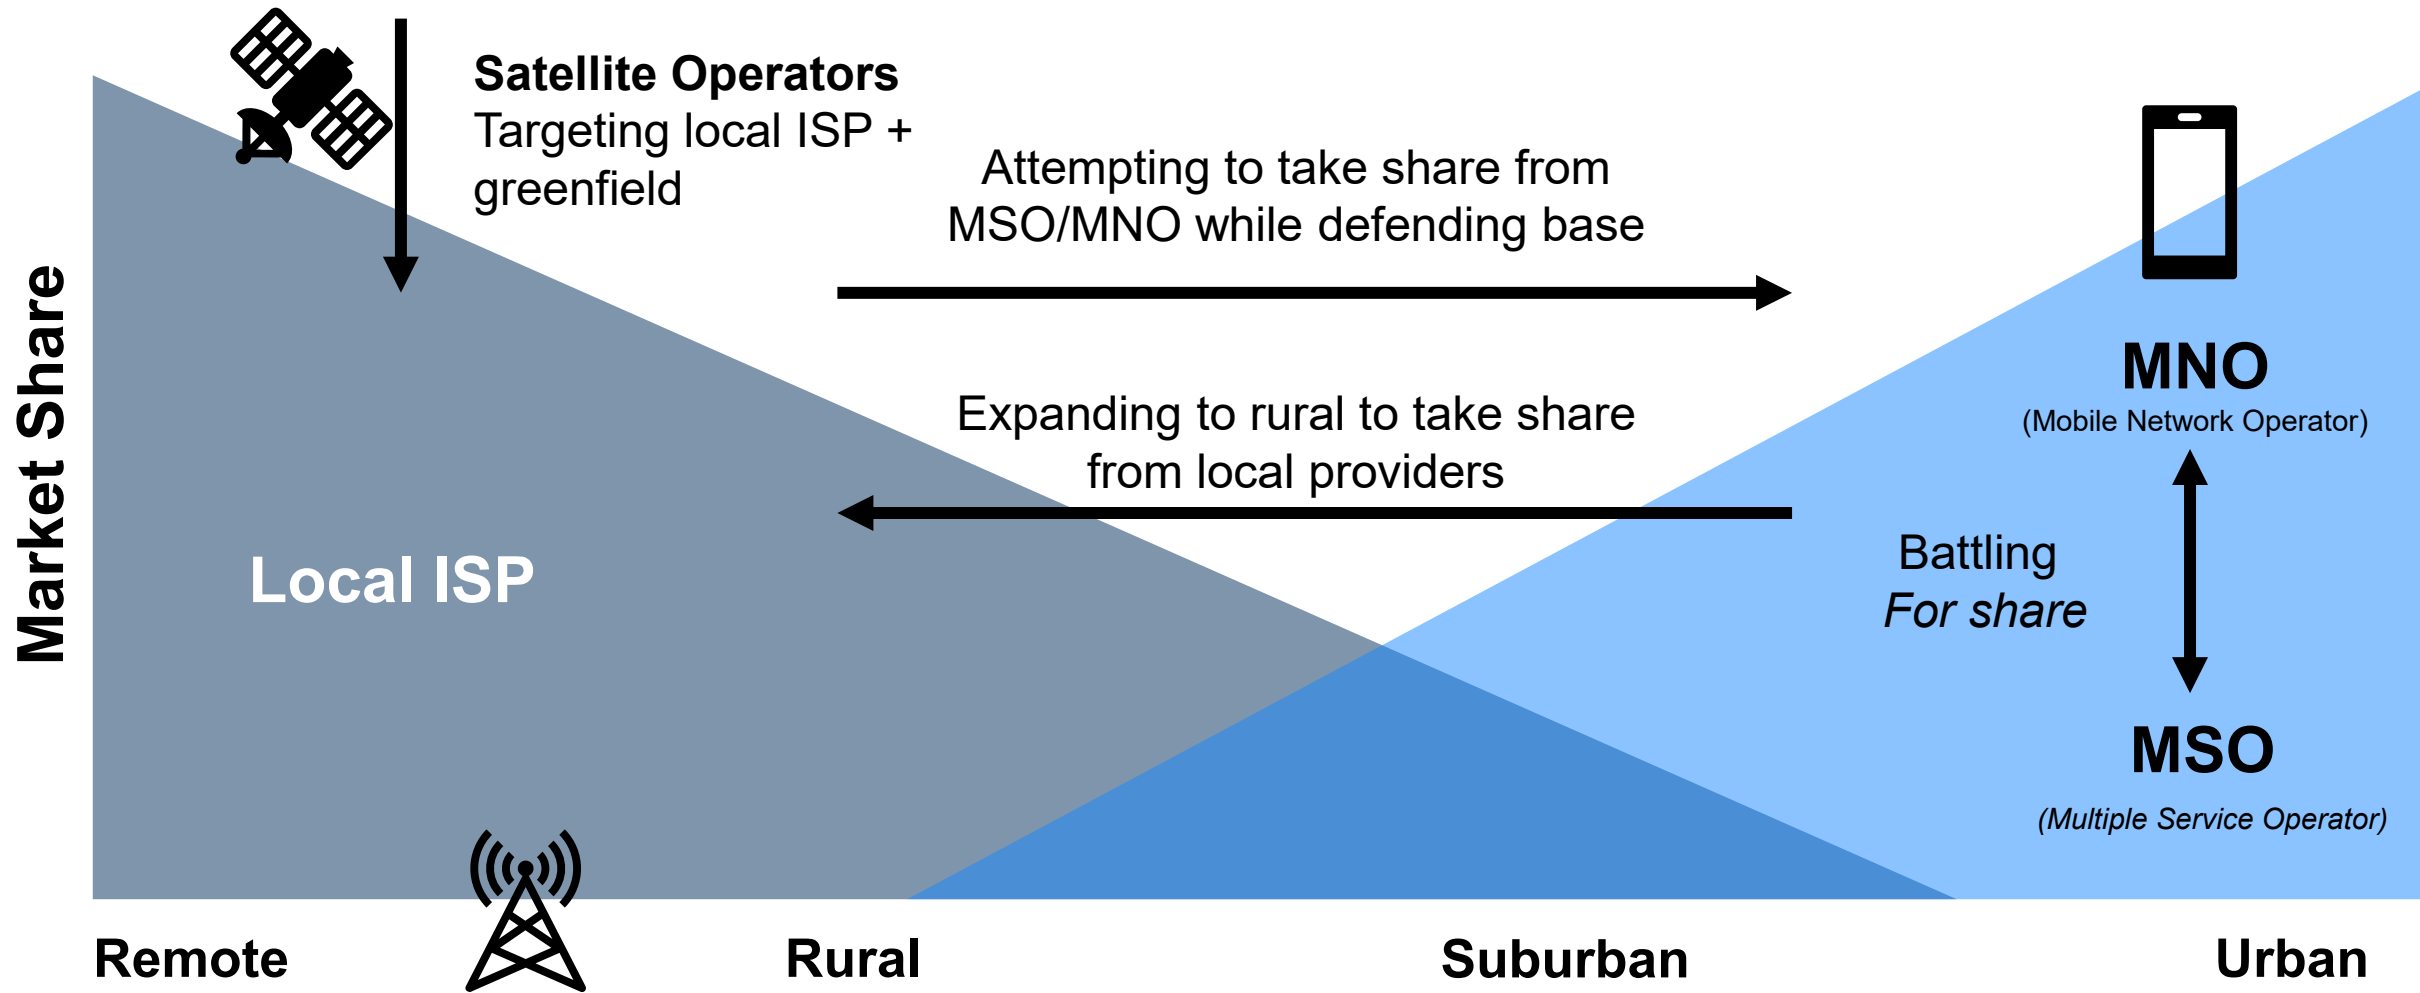 Satellite Operators
Targeting local ISP +
greenfield
Attempting to take share from
MSO/MNO while defending base
Expanding to rural to take share
from local providers
Market Share
Local ISP
MNO
(Mobile Network Operator)
Battling
For share
MSO
(Multiple Service Operator)
Remote
Rural
Suburban
Urban